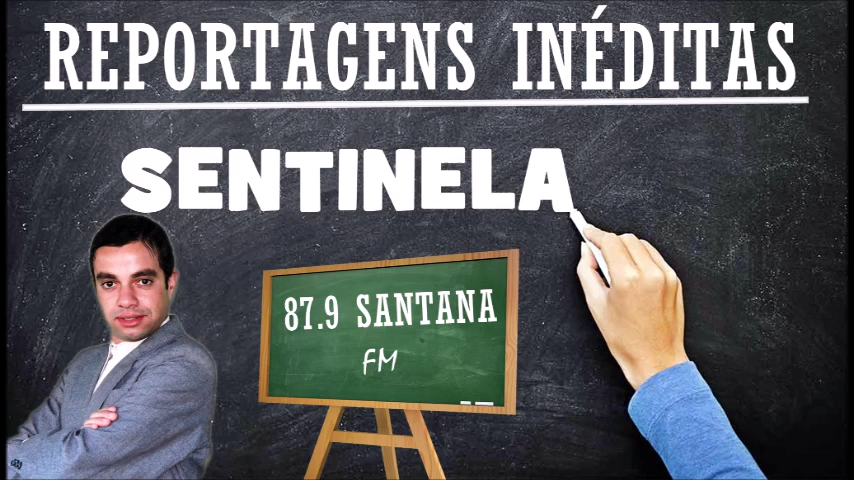 REPORTAGENS INÉDITAS
SENTINELA
87.9 SANTANA
FM